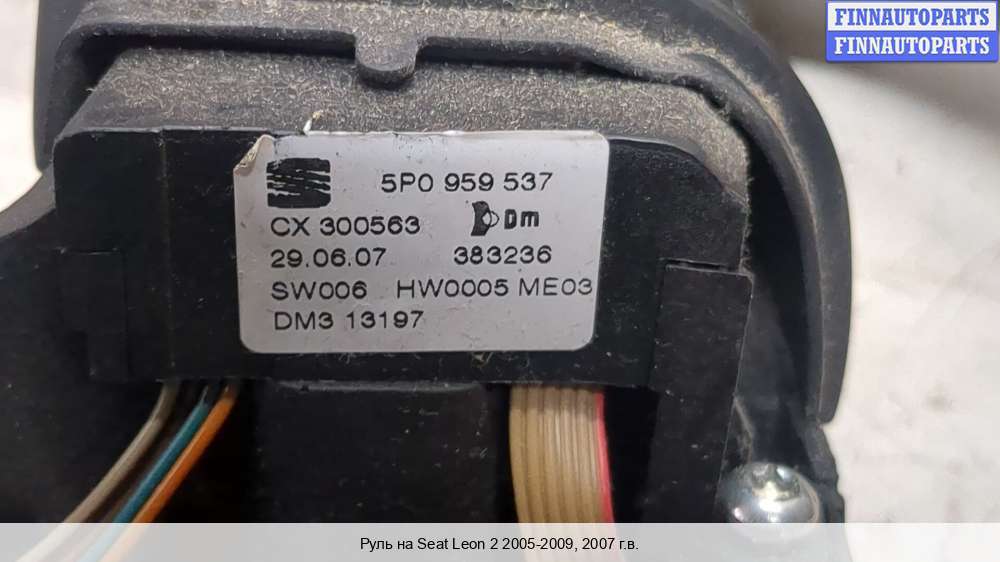 FINNAUTOPARTS
FINNAUTOPARTS
5P0 959 537
CX 300563 Dm
29.06.07 383236
SW006 HW0005 ME03
DM3 13197
Руль на Seat Leon 2 2005-2009, 2007 г.в.